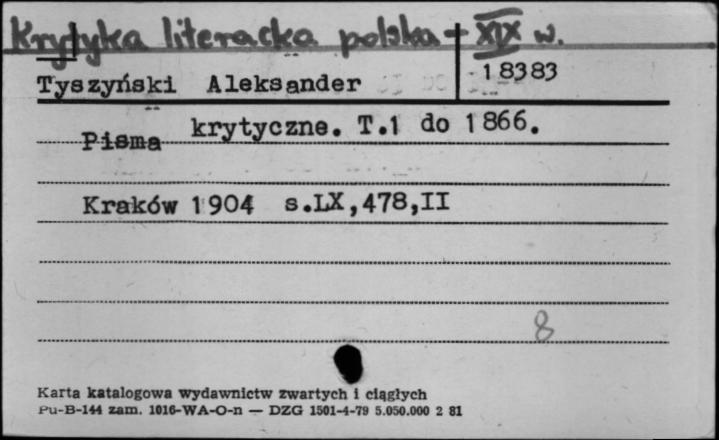 Krytyka literacka polska - XIX w.
Tyszyński Aleksander
18383
Pisma krytyczne. T.1 do 1866.
Kraków 1904 s.LX,478,II
8
Karta katalogowa wydawnictw zwartych i ciągłych
Pu-B-144 zam. 1016-WA-O-n — DZG 1501-4-79 5.050.000 2 81